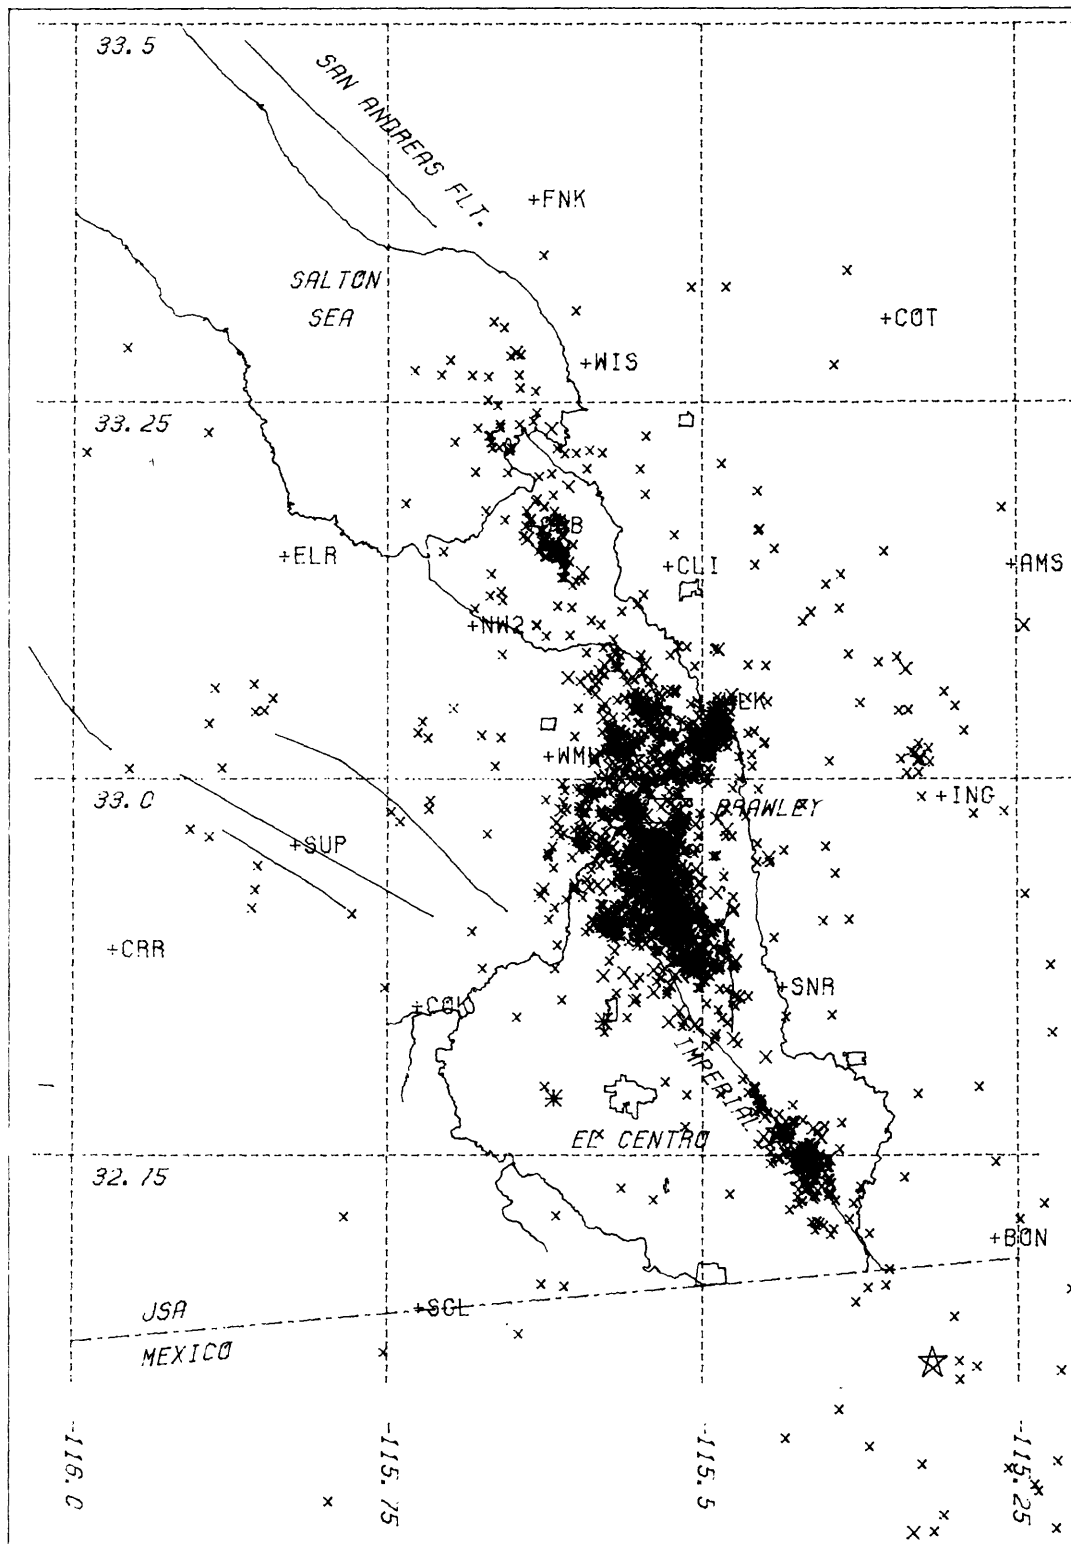 33.5
SAN ANDREAS FLT.
+FNK
SALTON
SEA
+COT
+WIS
33.25
+ELR
+CLI
+AMS
+NW2
33.0
BRAWLEY
+ING
+SUP
+CRR
+SNR
IMPERIAL
EL CENTRO
32.75
+BON
+SGL
MEXICO
-116.0
-115.75
-115.5
-115.25